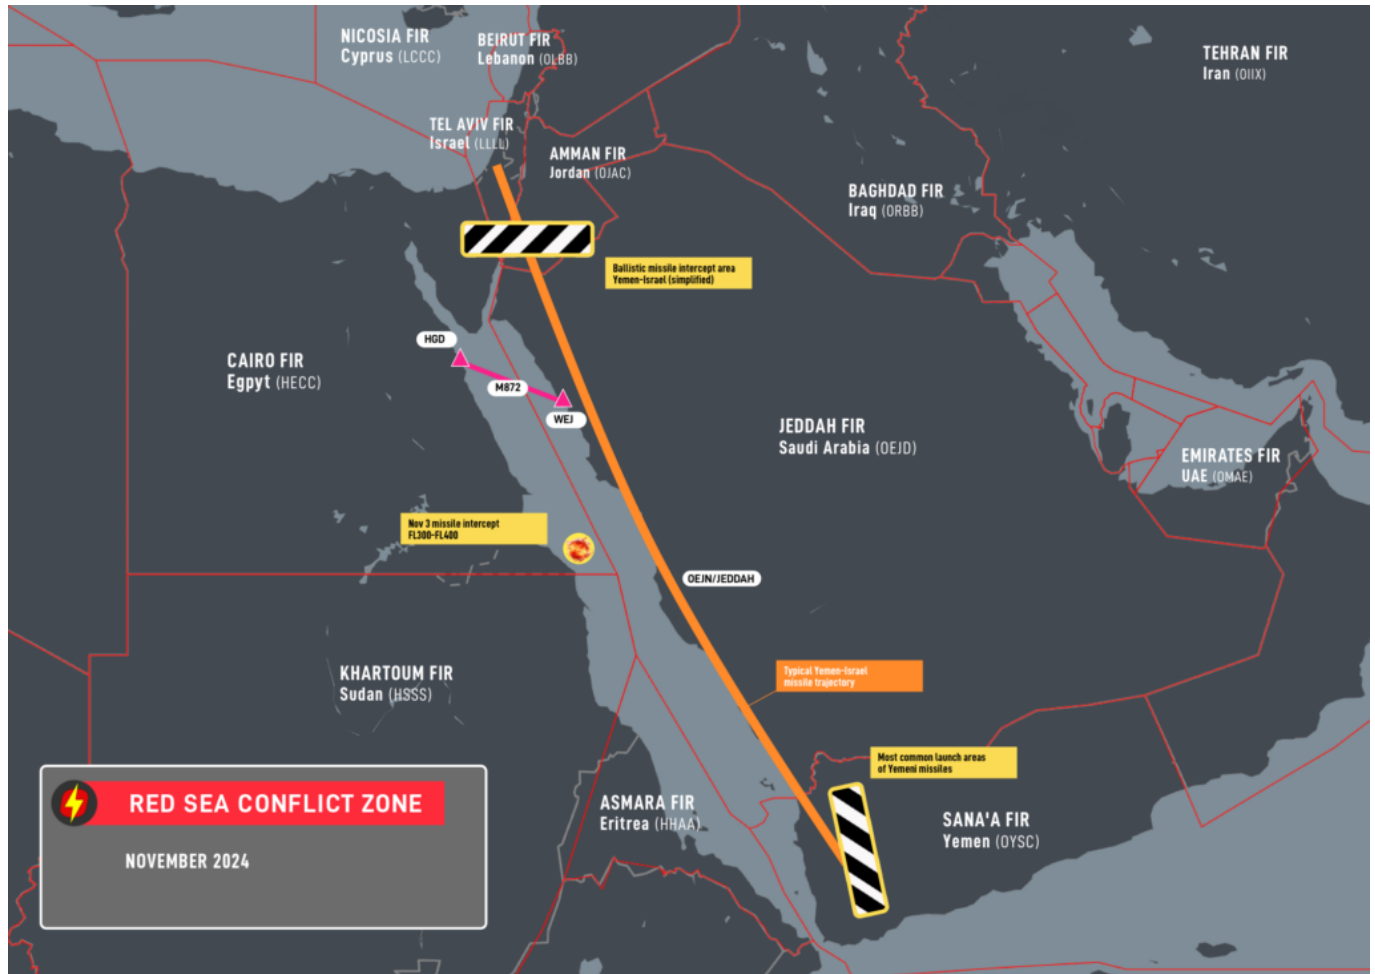 NICOSIA FIR
Cyprus (LCCC)
BEIRUT FIR
Lebanon (OLBB)
TEHRAN FIR
Iran (OIIX)
TEL AVIV FIR
Israel (LLLL)
AMMAN FIR
Jordan (OJAC)
BAGHDAD FIR
Iraq (ORBB)
Ballistic missile intercept area
Yemen-Israel (simplified)
HGD
CAIRO FIR
Egpyt (HECC)
M872
WEJ
JEDDAH FIR
Saudi Arabia (OEJD)
EMIRATES FIR
UAE (OMAE)
Nov 3 missile intercept
FL300-FL400
OEJN/JEDDAH
KHARTOUM FIR
Sudan (HSSS)
Typical Yemen-Israel
missile trajectory
Most common launch areas
of Yemeni missiles
RED SEA CONFLICT ZONE
NOVEMBER 2024
ASMARA FIR
Eritrea (HHAA)
SANA'A FIR
Yemen (OYSC)